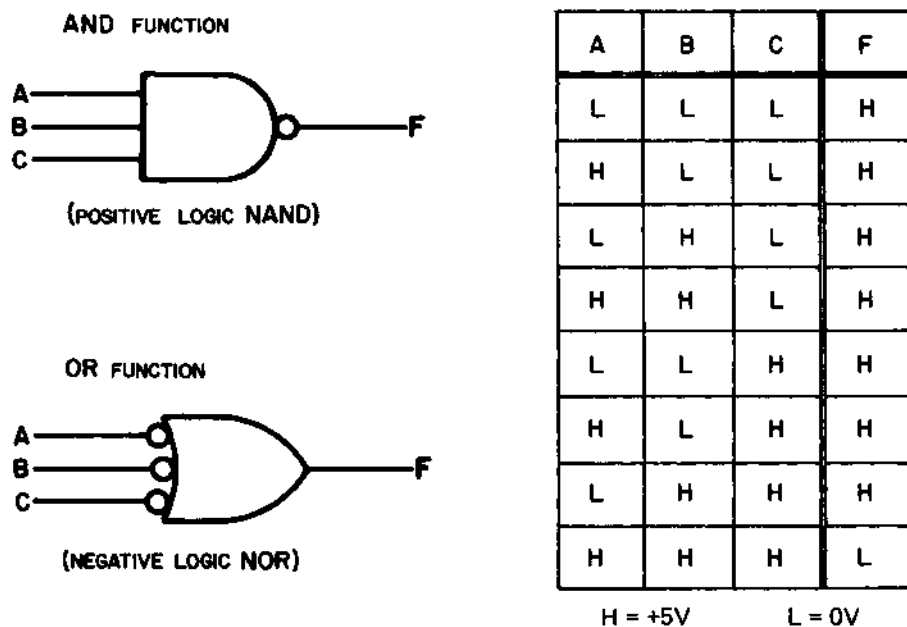 AND FUNCTION
A
B
C
F
(POSITIVE LOGIC NAND)
OR FUNCTION
A
B
C
F
(NEGATIVE LOGIC NOR)
A B C F
L L L H
H L L H
L H L H
H H L H
L L H H
H L H H
L H H H
H H H L
H = +5V L = 0V